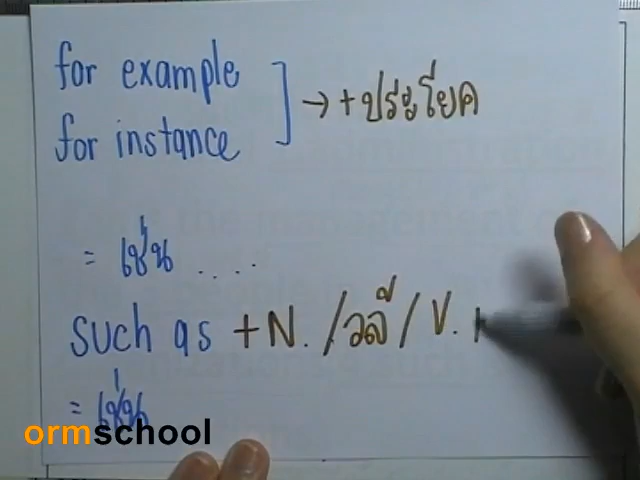 for example
for instance
→ + ประโยค
= เช่น ....
such as + N. / วลี / V.
= เช่น
ormschool